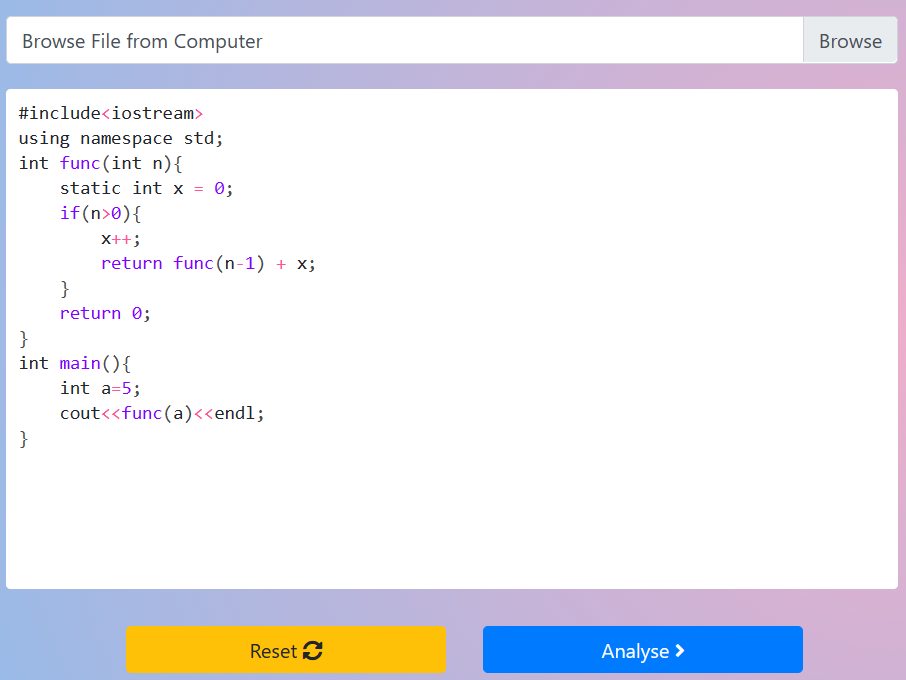 Browse File from Computer Browse
#include<iostream>
using namespace std;
int func(int n){
    static int x = 0;
    if(n>0){
        x++;
        return func(n-1) + x;
    }
    return 0;
}
int main(){
    int a=5;
    cout<<func(a)<<endl;
}
Reset Analyse